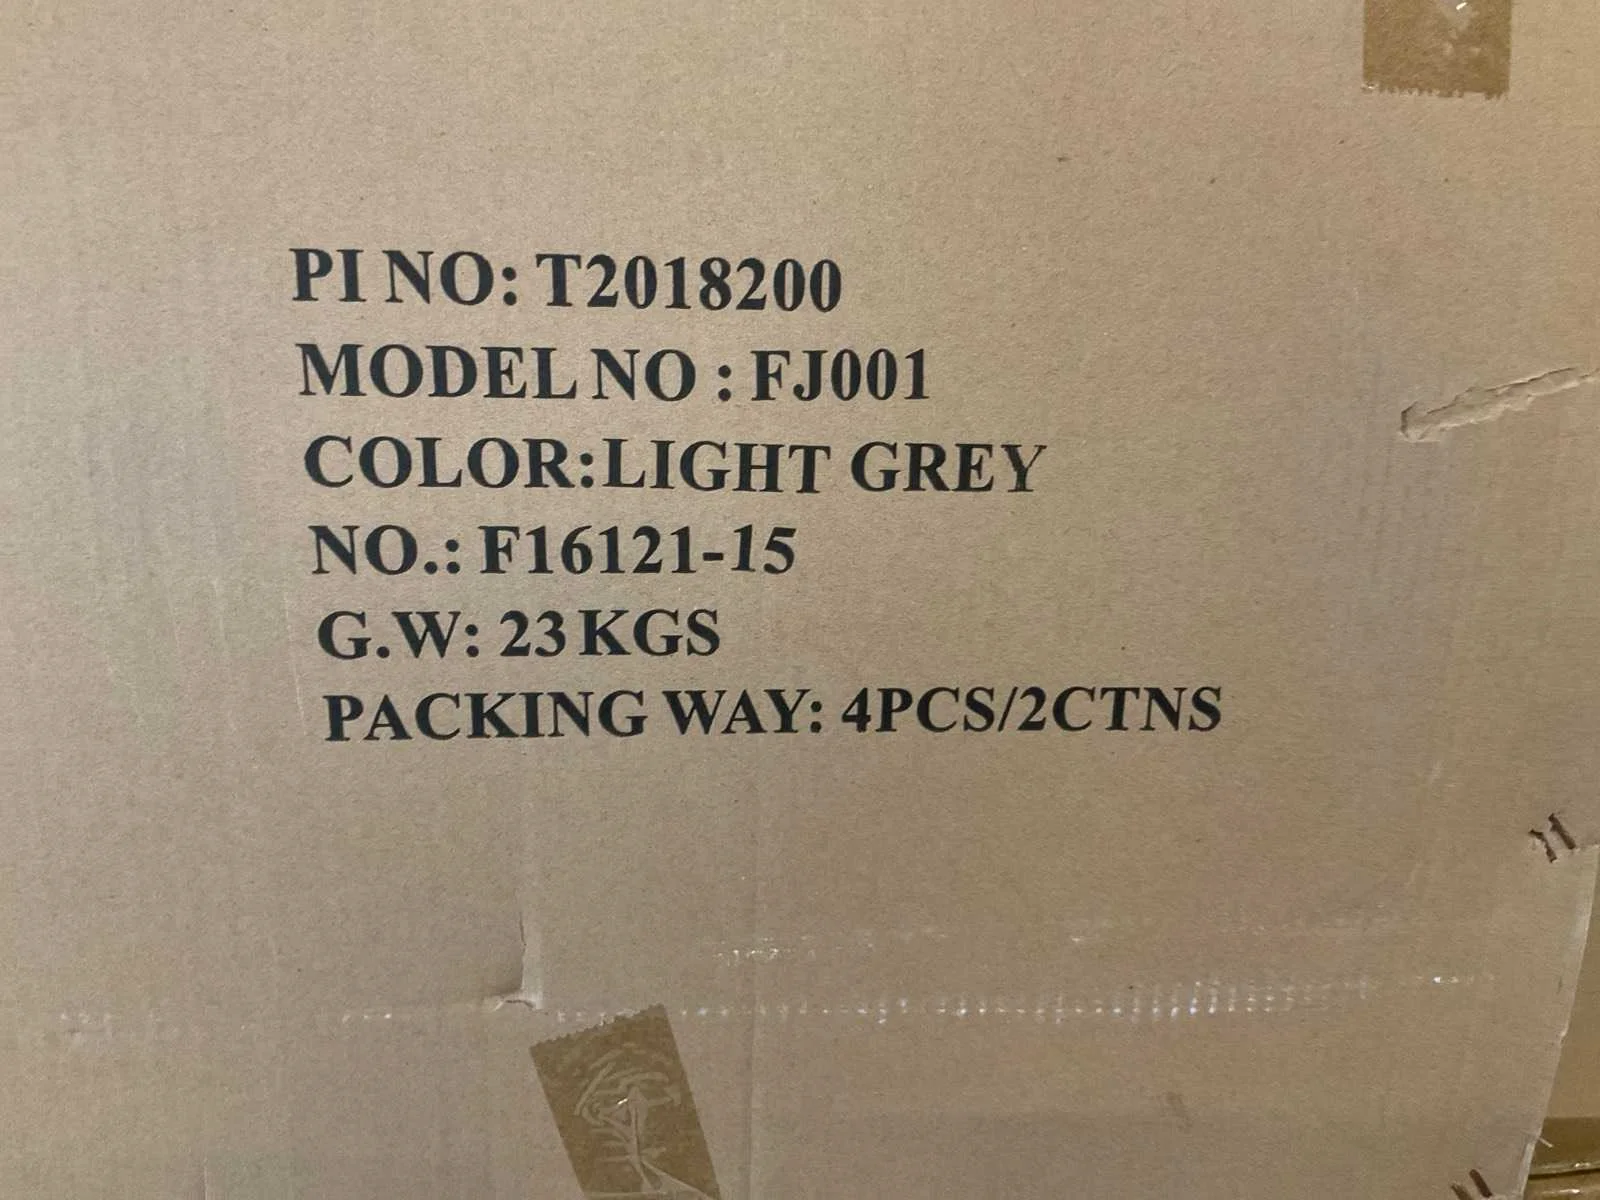 PI NO: T2018200
MODEL NO : FJ001
COLOR:LIGHT GREY
NO.: F16121-15
G.W: 23KGS
PACKING WAY: 4PCS/2CTNS